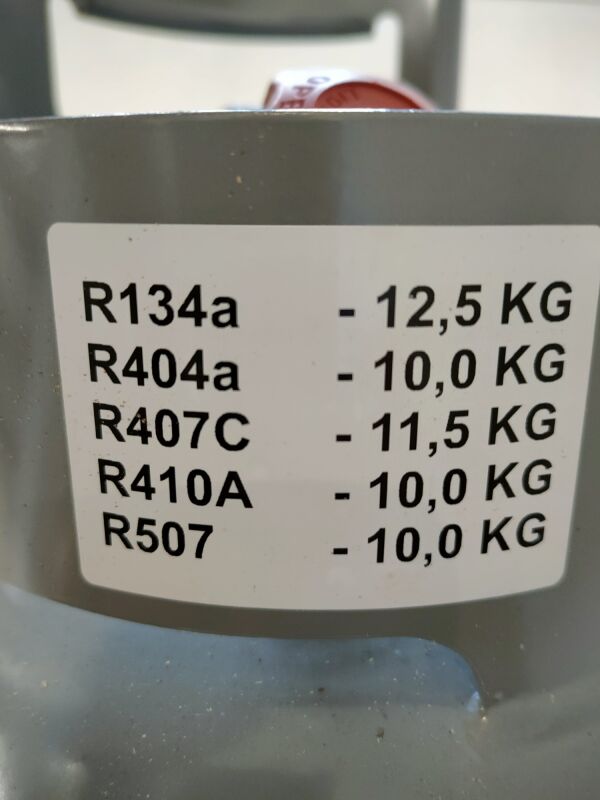 OPE
R134a - 12,5 KG
R404a - 10,0 KG
R407C - 11,5 KG
R410A - 10,0 KG
R507 - 10,0 KG